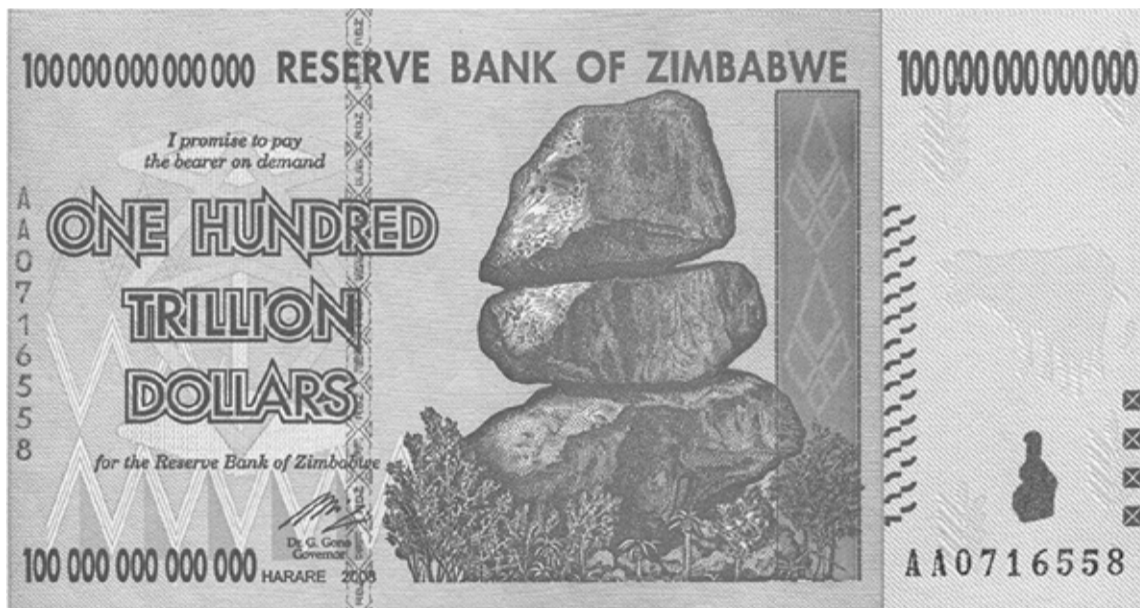 100 000 000 000 000 RESERVE BANK OF ZIMBABWE 100 000 000 000 000
I promise to pay
the bearer on demand
ONE HUNDRED
TRILLION
DOLLARS
for the Reserve Bank of Zimbabwe
Dr G. Gono
Governor
100 000 000 000 000 HARARE 2008
AA0716558
AA0716558